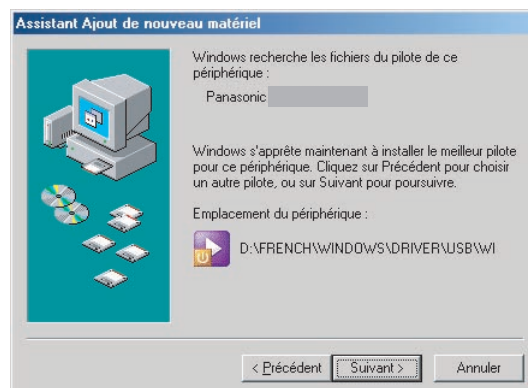 Assistant Ajout de nouveau matériel
Windows recherche les fichiers du pilote de ce
périphérique :
Panasonic
Windows s'apprête maintenant à installer le meilleur pilote
pour ce périphérique. Cliquez sur Précédent pour choisir
un autre pilote, ou sur Suivant pour poursuivre.
Emplacement du périphérique :
D:\FRENCH\WINDOWS\DRIVER\USB\WI
< Précédent Suivant > Annuler